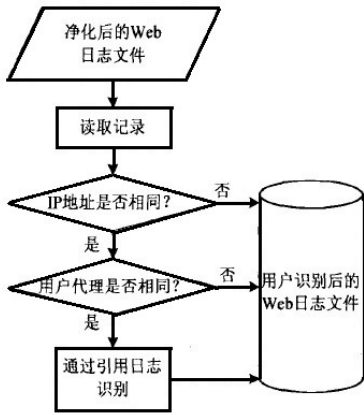 净化后的Web
日志文件
读取记录
IP地址是否相同?
否
是
用户代理是否相同?
否
用户识别后的
Web日志文件
是
通过引用日志
识别